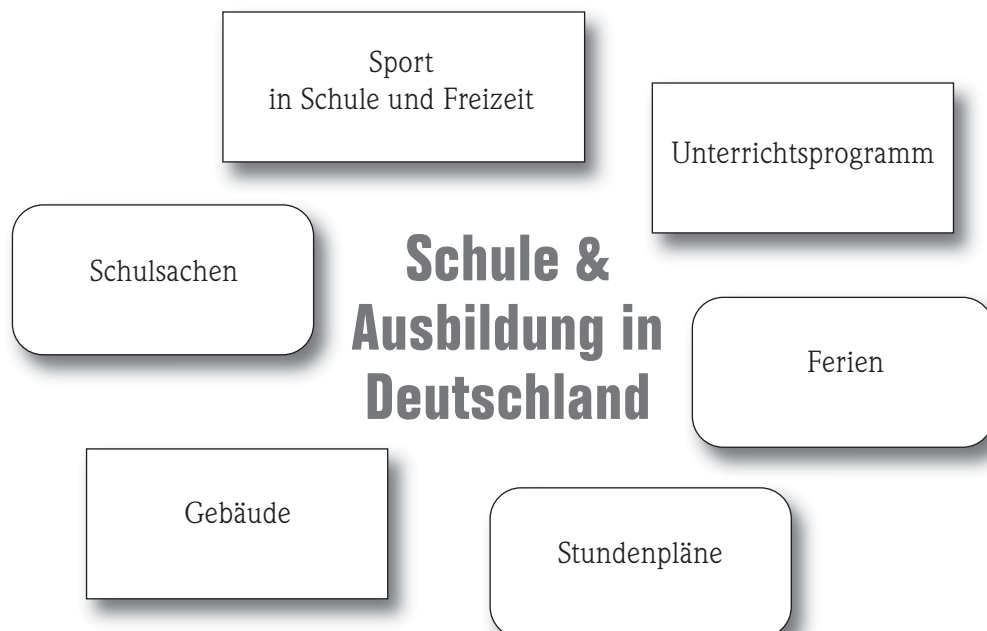 Sport
in Schule und Freizeit
Unterrichtsprogramm
Schulsachen
Schule &
Ausbildung in
Deutschland
Ferien
Gebäude
Stundenpläne